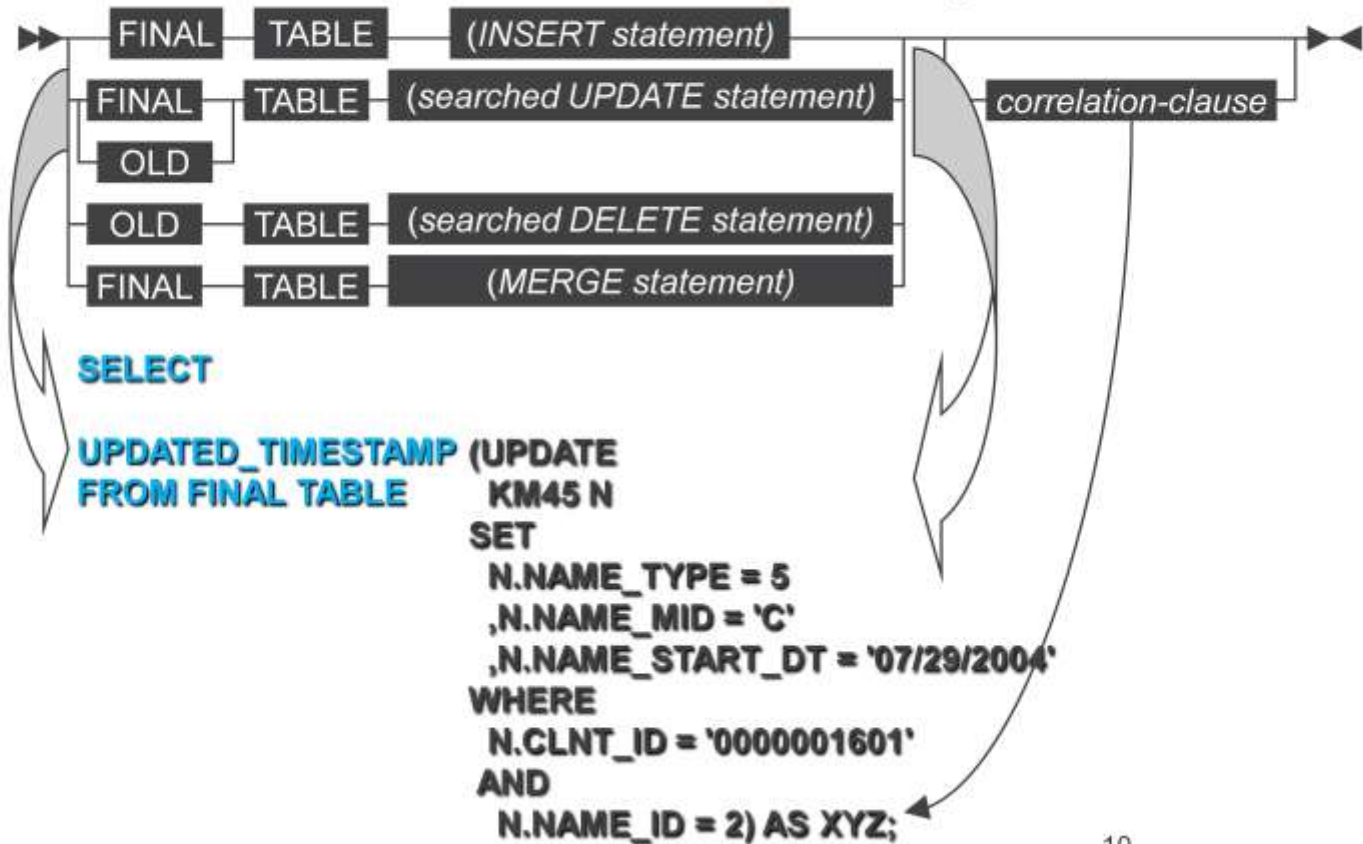 FINAL TABLE (INSERT statement)
FINAL TABLE (searched UPDATE statement) correlation-clause
OLD
OLD TABLE (searched DELETE statement)
FINAL TABLE (MERGE statement)
SELECT
UPDATED_TIMESTAMP (UPDATE
FROM FINAL TABLE KM45 N
SET
N.NAME_TYPE = 5
,N.NAME_MID = 'C'
,N.NAME_START_DT = '07/29/2004'
WHERE
N.CLNT_ID = '0000001601'
AND
N.NAME_ID = 2) AS XYZ;